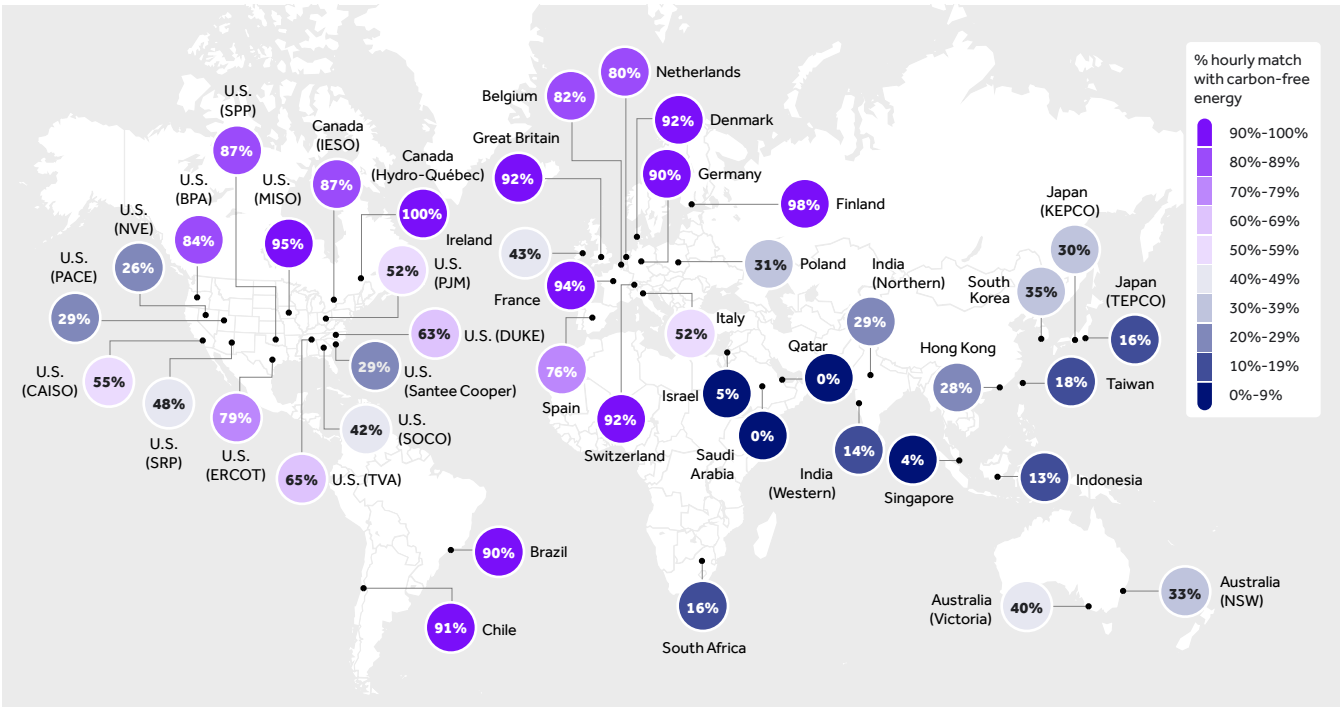 % hourly match
with carbon-free
energy
90%–100%
80%–89%
70%–79%
60%–69%
50%–59%
40%–49%
30%–39%
20%–29%
10%–19%
0%-9%
U.S.
(SPP)
87%
Canada
(IESO)
87%
Canada
(Hydro-Québec)
100%
U.S.
(BPA)
84%
U.S.
(MISO)
95%
U.S.
(NVE)
26%
U.S.
(PACE)
29%
U.S.
(CAISO)
55%
U.S.
(SRP)
48%
U.S.
(ERCOT)
79%
65%
U.S. (TVA)
42%
U.S.
(SOCO)
29%
U.S.
(Santee Cooper)
63%
U.S. (DUKE)
52%
U.S.
(PJM)
90%
Brazil
91%
Chile
Netherlands
80%
Belgium
82%
Denmark
92%
Great Britain
92%
Germany
90%
98%
Finland
Ireland
43%
France
94%
31%
Poland
Italy
52%
76%
Spain
92%
Switzerland
Israel
5%
0%
Saudi
Arabia
Qatar
0%
India
(Northern)
29%
14%
India
(Western)
4%
Singapore
13%
Indonesia
Hong Kong
28%
18%
Taiwan
South
Korea
35%
Japan
(KEPCO)
30%
Japan
(TEPCO)
16%
16%
South Africa
Australia
(Victoria)
40%
33%
Australia
(NSW)